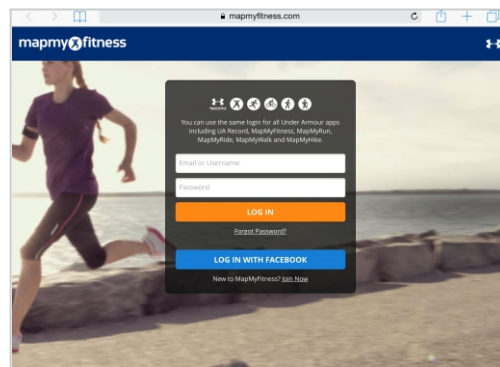 mapmyfitness.com
mapmyfitness
You can use the same login for all Under Armour apps
including UA Record, MapMyFitness, MapMyRun,
MapMyRide, MapMyWalk and MapMyHike.
Email or Username
Password
LOG IN
Forgot Password?
LOG IN WITH FACEBOOK
New to MapMyFitness? Join Now